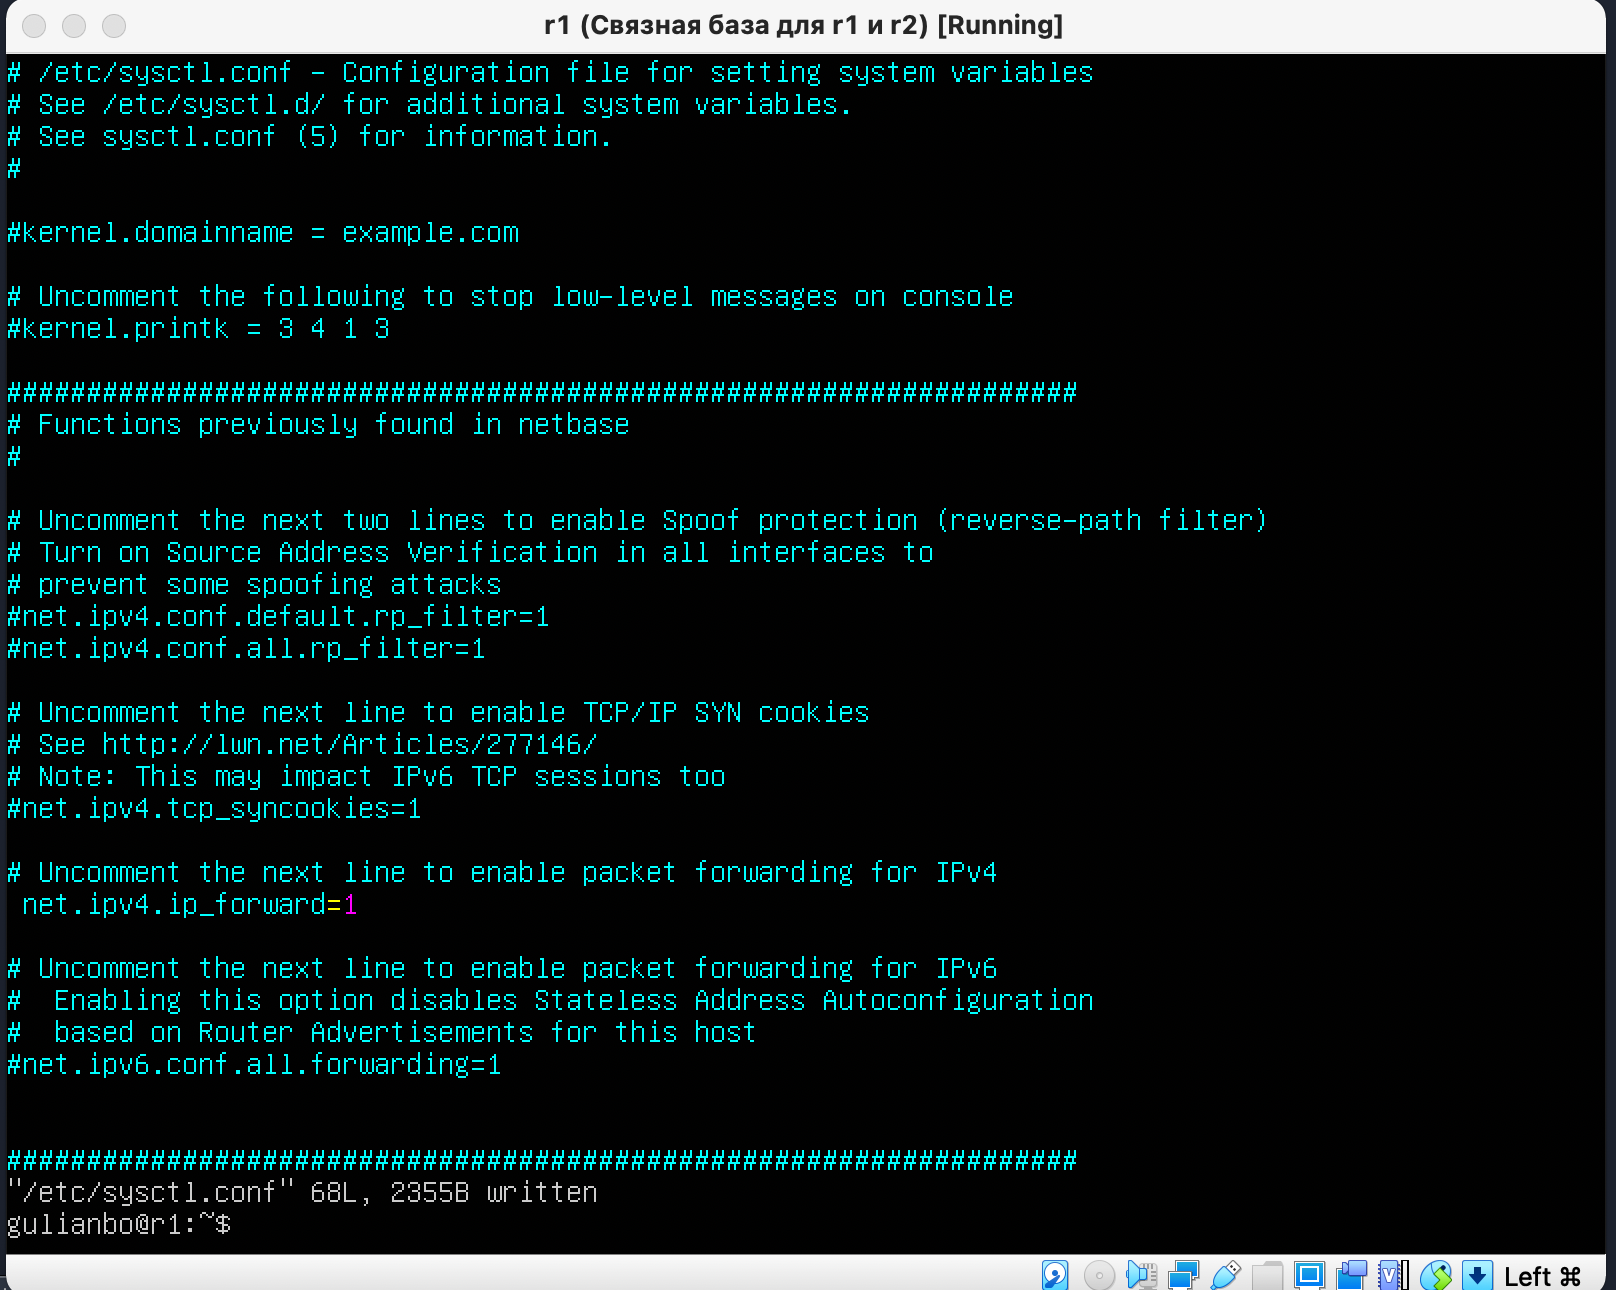 r1 (Связная база для r1 и r2) [Running]
# /etc/sysctl.conf - Configuration file for setting system variables
# See /etc/sysctl.d/ for additional system variables.
# See sysctl.conf (5) for information.
#
#kernel.domainname = example.com
# Uncomment the following to stop low-level messages on console
#kernel.printk = 3 4 1 3
###################################################################
# Functions previously found in netbase
#
# Uncomment the next two lines to enable Spoof protection (reverse-path filter)
# Turn on Source Address Verification in all interfaces to
# prevent some spoofing attacks
#net.ipv4.conf.default.rp_filter=1
#net.ipv4.conf.all.rp_filter=1
# Uncomment the next line to enable TCP/IP SYN cookies
# See http://lwn.net/Articles/277146/
# Note: This may impact IPv6 TCP sessions too
#net.ipv4.tcp_syncookies=1
# Uncomment the next line to enable packet forwarding for IPv4
 net.ipv4.ip_forward=1
# Uncomment the next line to enable packet forwarding for IPv6
#  Enabling this option disables Stateless Address Autoconfiguration
#  based on Router Advertisements for this host
#net.ipv6.conf.all.forwarding=1
###################################################################
"/etc/sysctl.conf" 68L, 2355B written
gulianbo@r1:~$
Left ⌘